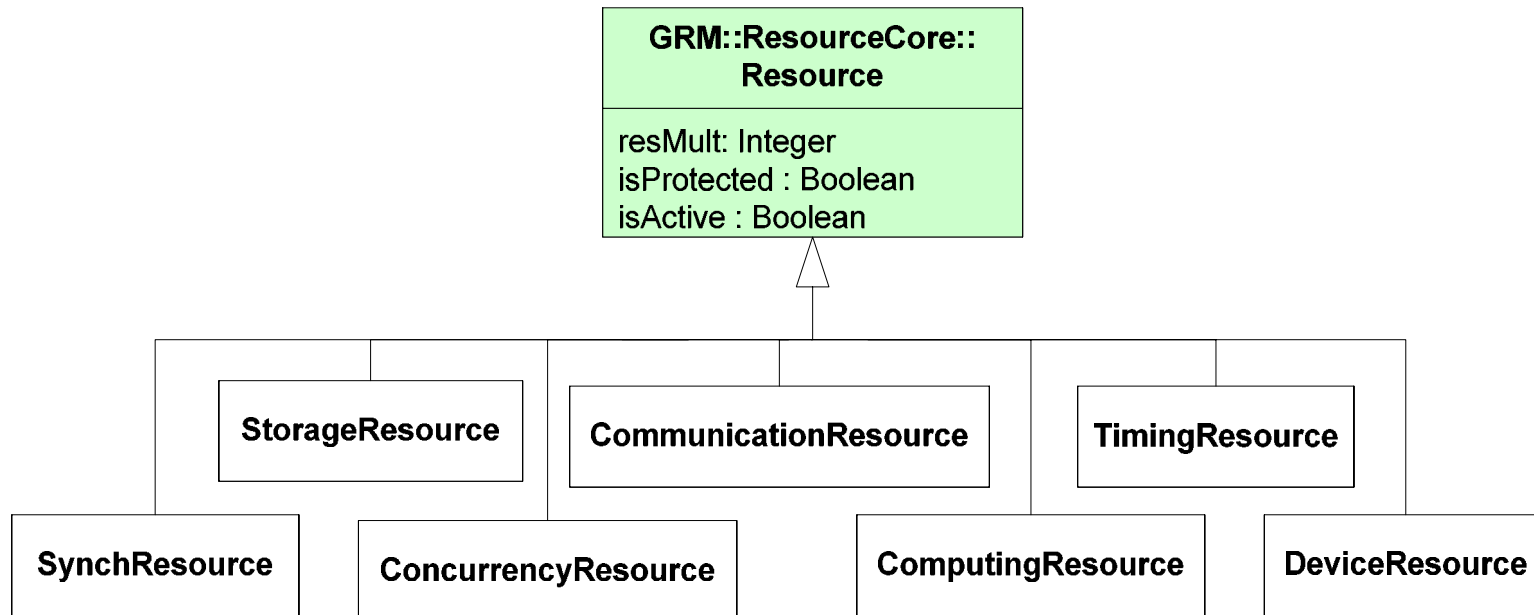 GRM::ResourceCore::
Resource
resMult: Integer
isProtected : Boolean
isActive : Boolean
StorageResource
CommunicationResource
TimingResource
SynchResource
ConcurrencyResource
ComputingResource
DeviceResource